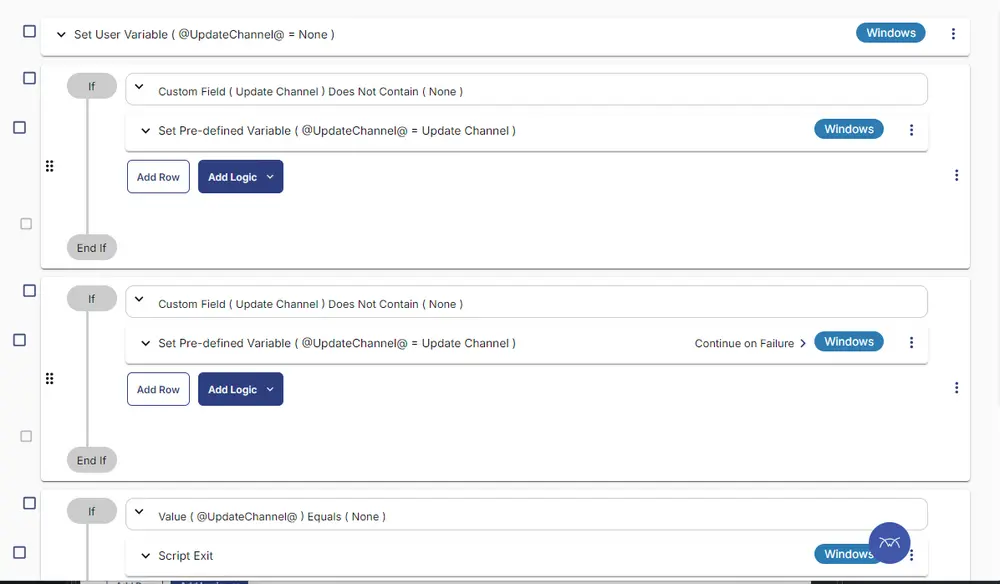 Set User Variable ( @UpdateChannel@ = None )
Windows
If
Custom Field ( Update Channel ) Does Not Contain ( None )
Set Pre-defined Variable ( @UpdateChannel@ = Update Channel )
Windows
Add Row
Add Logic
End If
If
Custom Field ( Update Channel ) Does Not Contain ( None )
Set Pre-defined Variable ( @UpdateChannel@ = Update Channel )
Continue on Failure
Windows
Add Row
Add Logic
End If
If
Value ( @UpdateChannel@ ) Equals ( None )
Script Exit
Windows